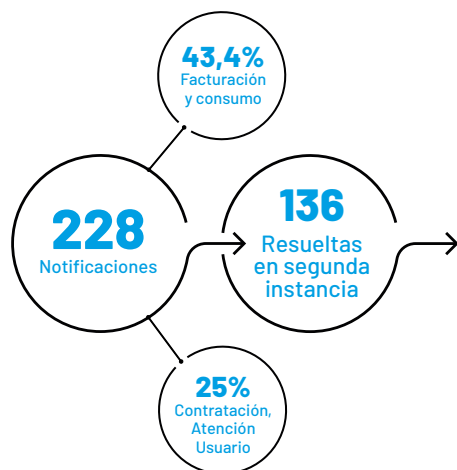 43,4%
Facturación
y consumo
228
Notificaciones
136
Resueltas
en segunda
instancia
25%
Contratación,
Atención
Usuario